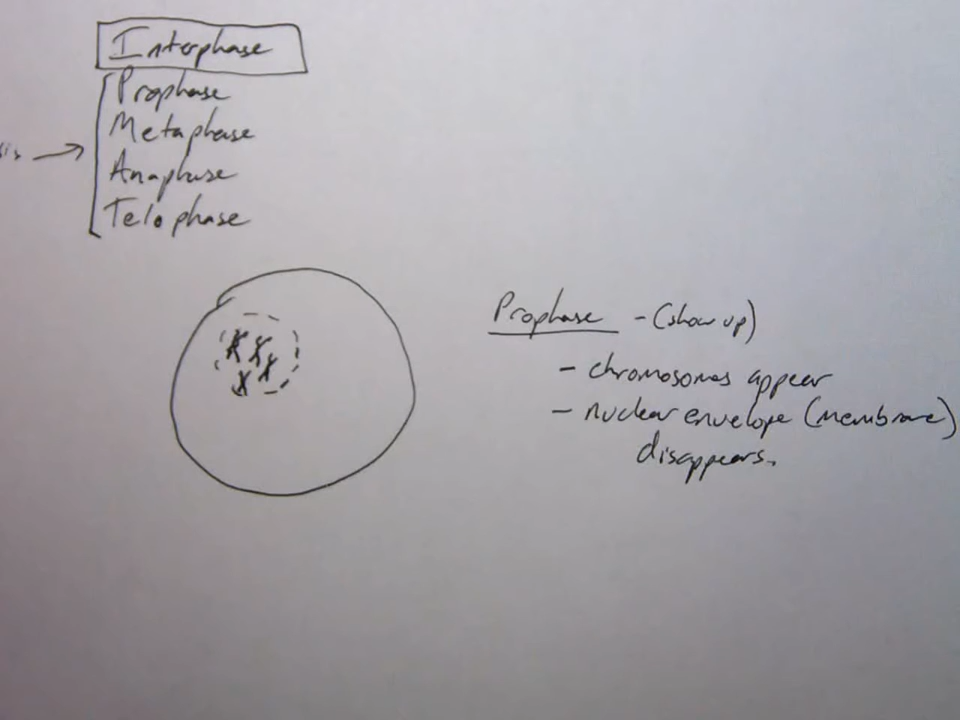 Interphase
Prophase
Metaphase
Anaphase
Telophase
Prophase - (show up)
- chromosomes appear
- nuclear envelope (membrane)
disappears.